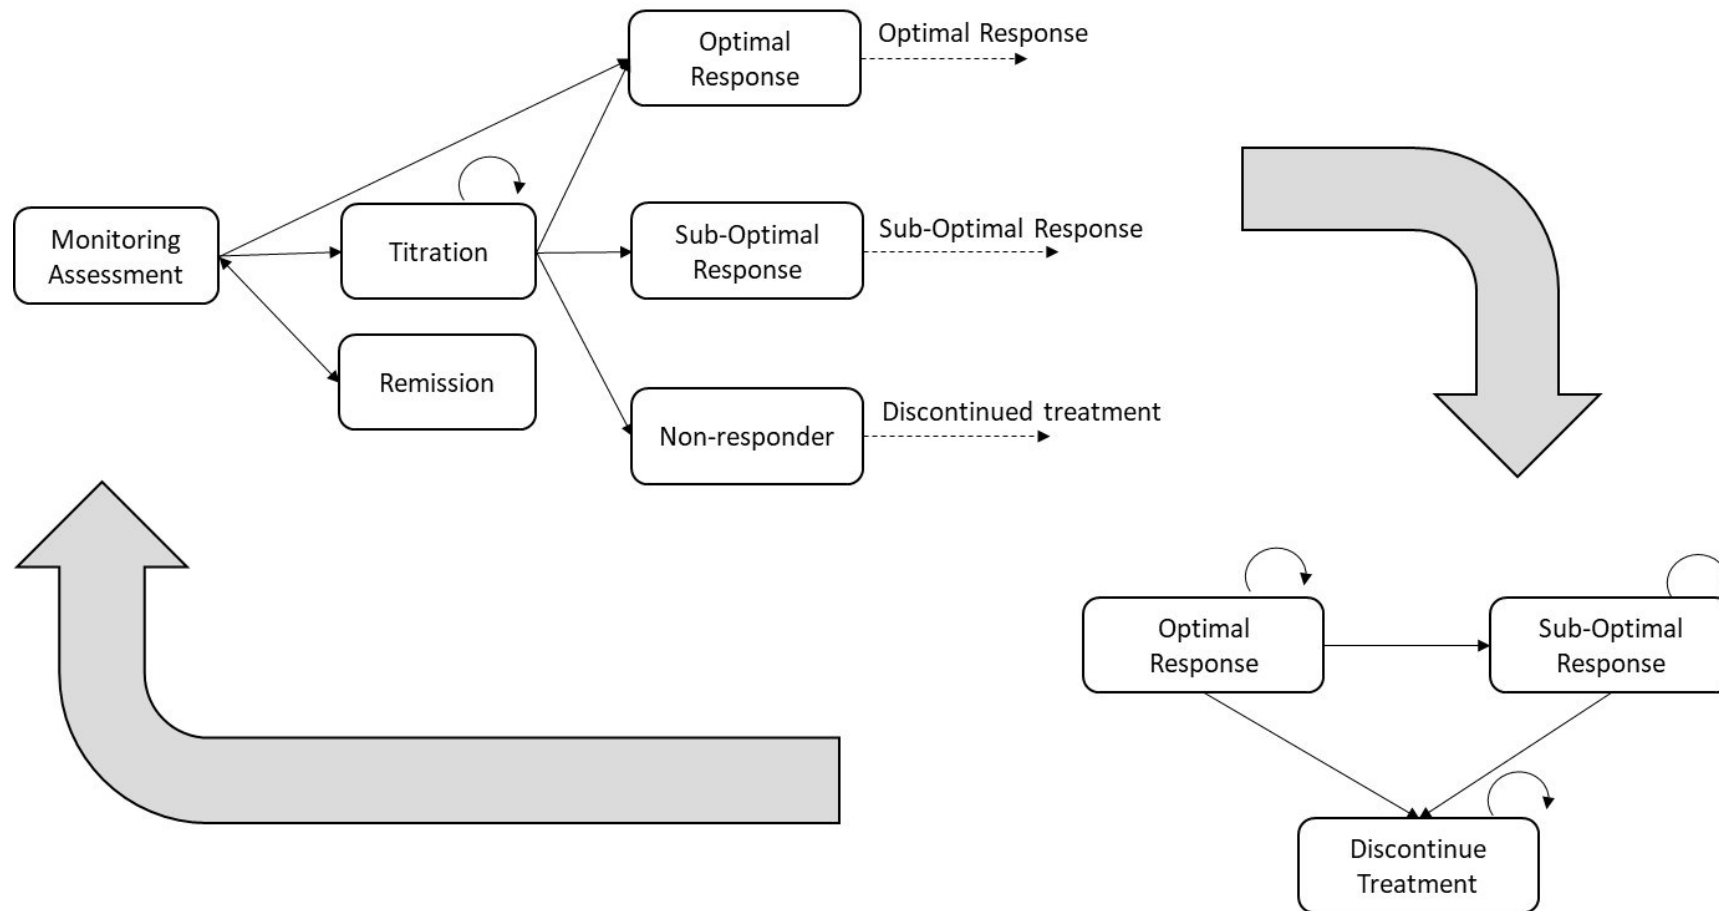 Optimal
Response
Optimal Response
Monitoring
Assessment
Titration
Sub-Optimal
Response
Sub-Optimal Response
Remission
Non-responder
Discontinued treatment
Optimal
Response
Sub-Optimal
Response
Discontinue
Treatment